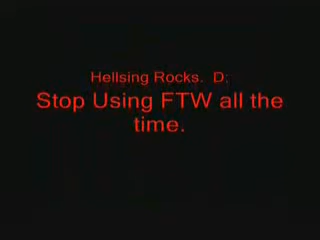 Hellsing Rocks.  D:
Stop Using FTW all the
time.